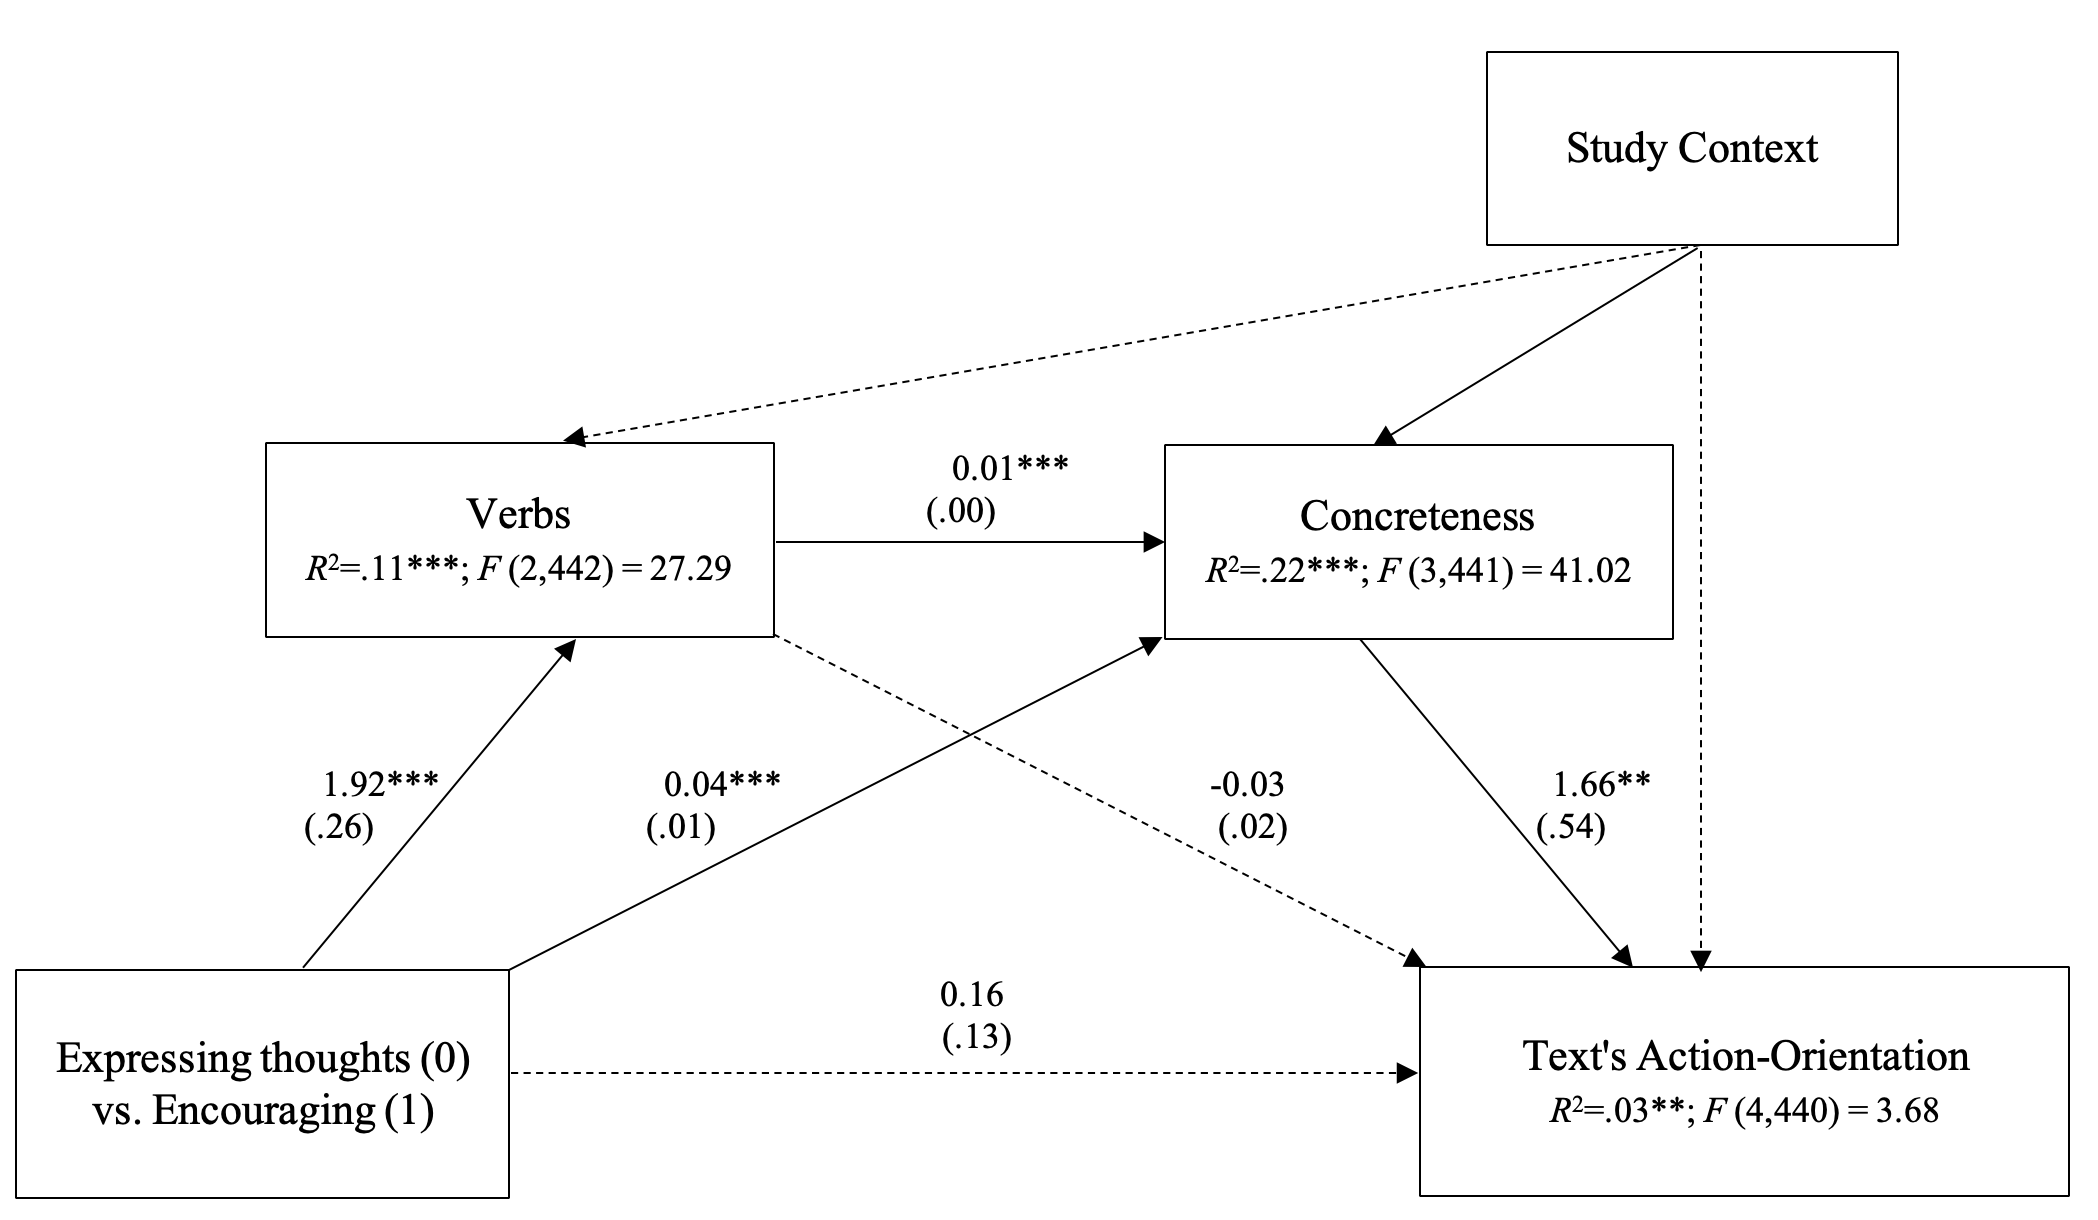 Study Context
0.01***
(.00)
Verbs
R²=.11***; F (2,442) = 27.29
Concreteness
R²=.22***; F (3,441) = 41.02
1.92***
(.26)
0.04***
(.01)
-0.03
(.02)
1.66**
(.54)
0.16
(.13)
Expressing thoughts (0)
vs. Encouraging (1)
Text's Action-Orientation
R²=.03**; F (4,440) = 3.68